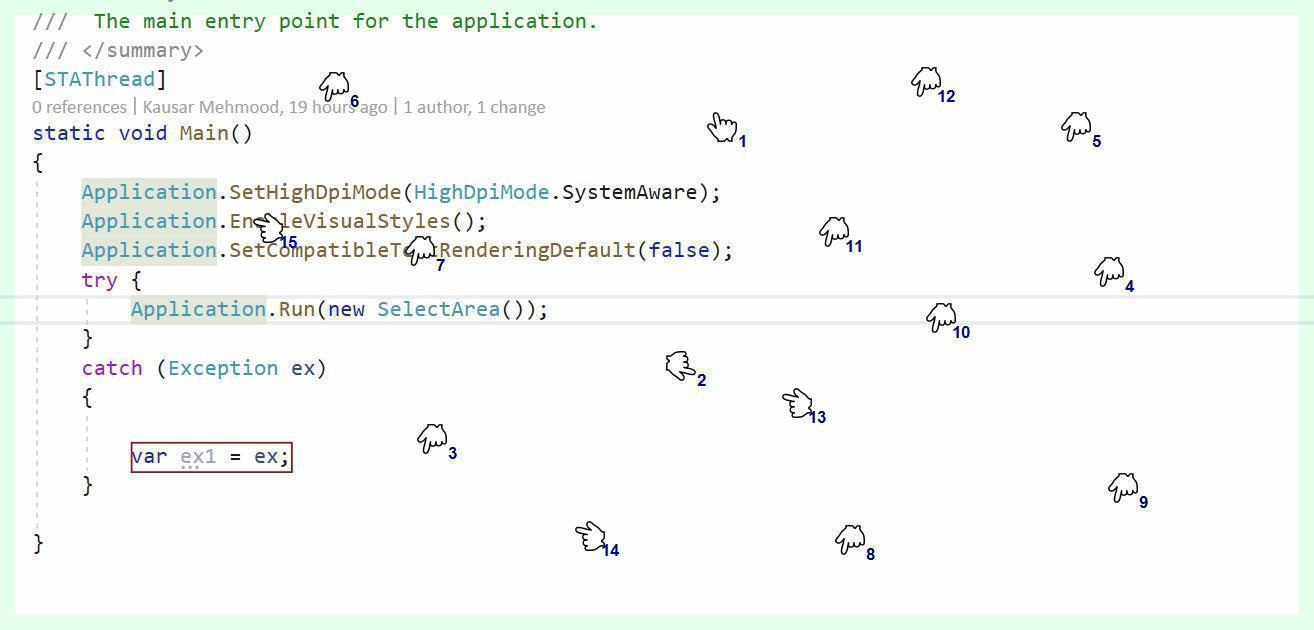 /// The main entry point for the application.
/// </summary>
[STAThread]
0 references | Kausar Mehmood, 19 hours ago | 1 author, 1 change
static void Main()
{
Application.SetHighDpiMode(HighDpiMode.SystemAware);
Application.EnableVisualStyles();
Application.SetCompatibleTextRenderingDefault(false);
try {
Application.Run(new SelectArea());
}
catch (Exception ex)
{
var ex1 = ex;
}
}
6
12
1
5
15
7
11
4
10
2
13
3
9
14
8